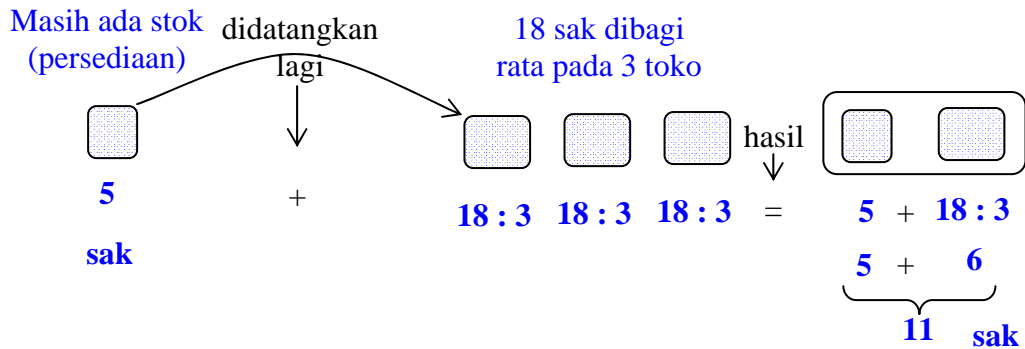 Masih ada stok
(persediaan)
didatangkan
lagi
18 sak dibagi
rata pada 3 toko
hasil
5 + 18 : 3 18 : 3 18 : 3 = 5 + 18 : 3
sak 5 + 6
11 sak